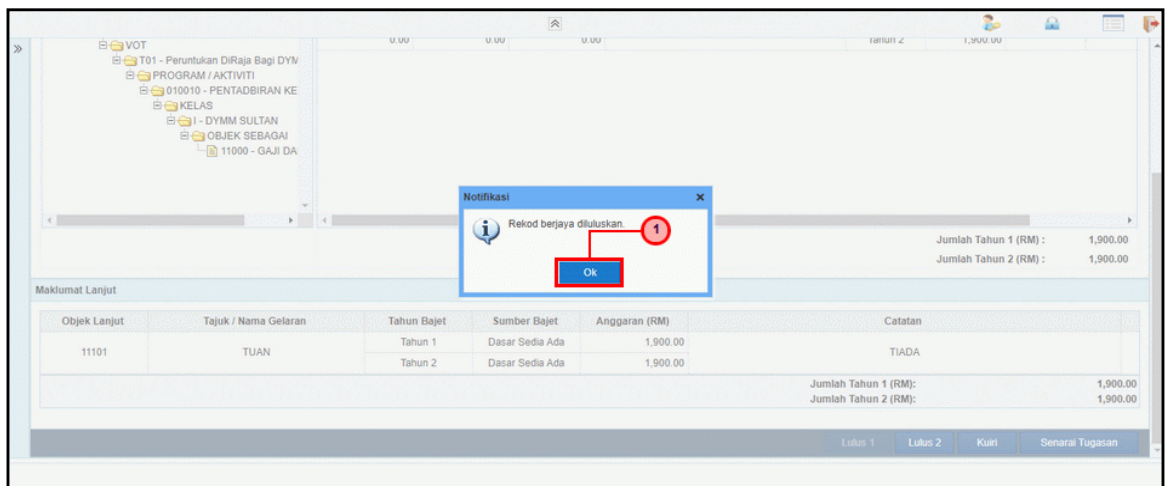 VOT
0.00 0.00 0.00 Tahun 2 1,900.00
T01 - Peruntukan DiRaja Bagi DYM
PROGRAM / AKTIVITI
010010 - PENTADBIRAN KE
KELAS
I - DYMM SULTAN
OBJEK SEBAGAI
11000 - GAJI DA
Notifikasi
Rekod berjaya diluluskan.
1
Ok
Jumlah Tahun 1 (RM) : 1,900.00
Jumlah Tahun 2 (RM) : 1,900.00
Maklumat Lanjut
Objek Lanjut Tajuk / Nama Gelaran Tahun Bajet Sumber Bajet Anggaran (RM) Catatan
11101 TUAN Tahun 1 Dasar Sedia Ada 1,900.00 TIADA
Tahun 2 Dasar Sedia Ada 1,900.00
Jumlah Tahun 1 (RM): 1,900.00
Jumlah Tahun 2 (RM): 1,900.00
Lulus 1 Lulus 2 Kuiri Senarai Tugasan